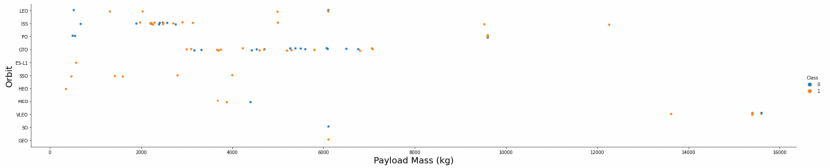 LEO
ISS
PO
GTO
ES-L1
SSO
HEO
MEO
VLEO
SO
GEO
Orbit
0
2000
4000
6000
8000
10000
12000
14000
16000
Payload Mass (kg)
Class
0
1